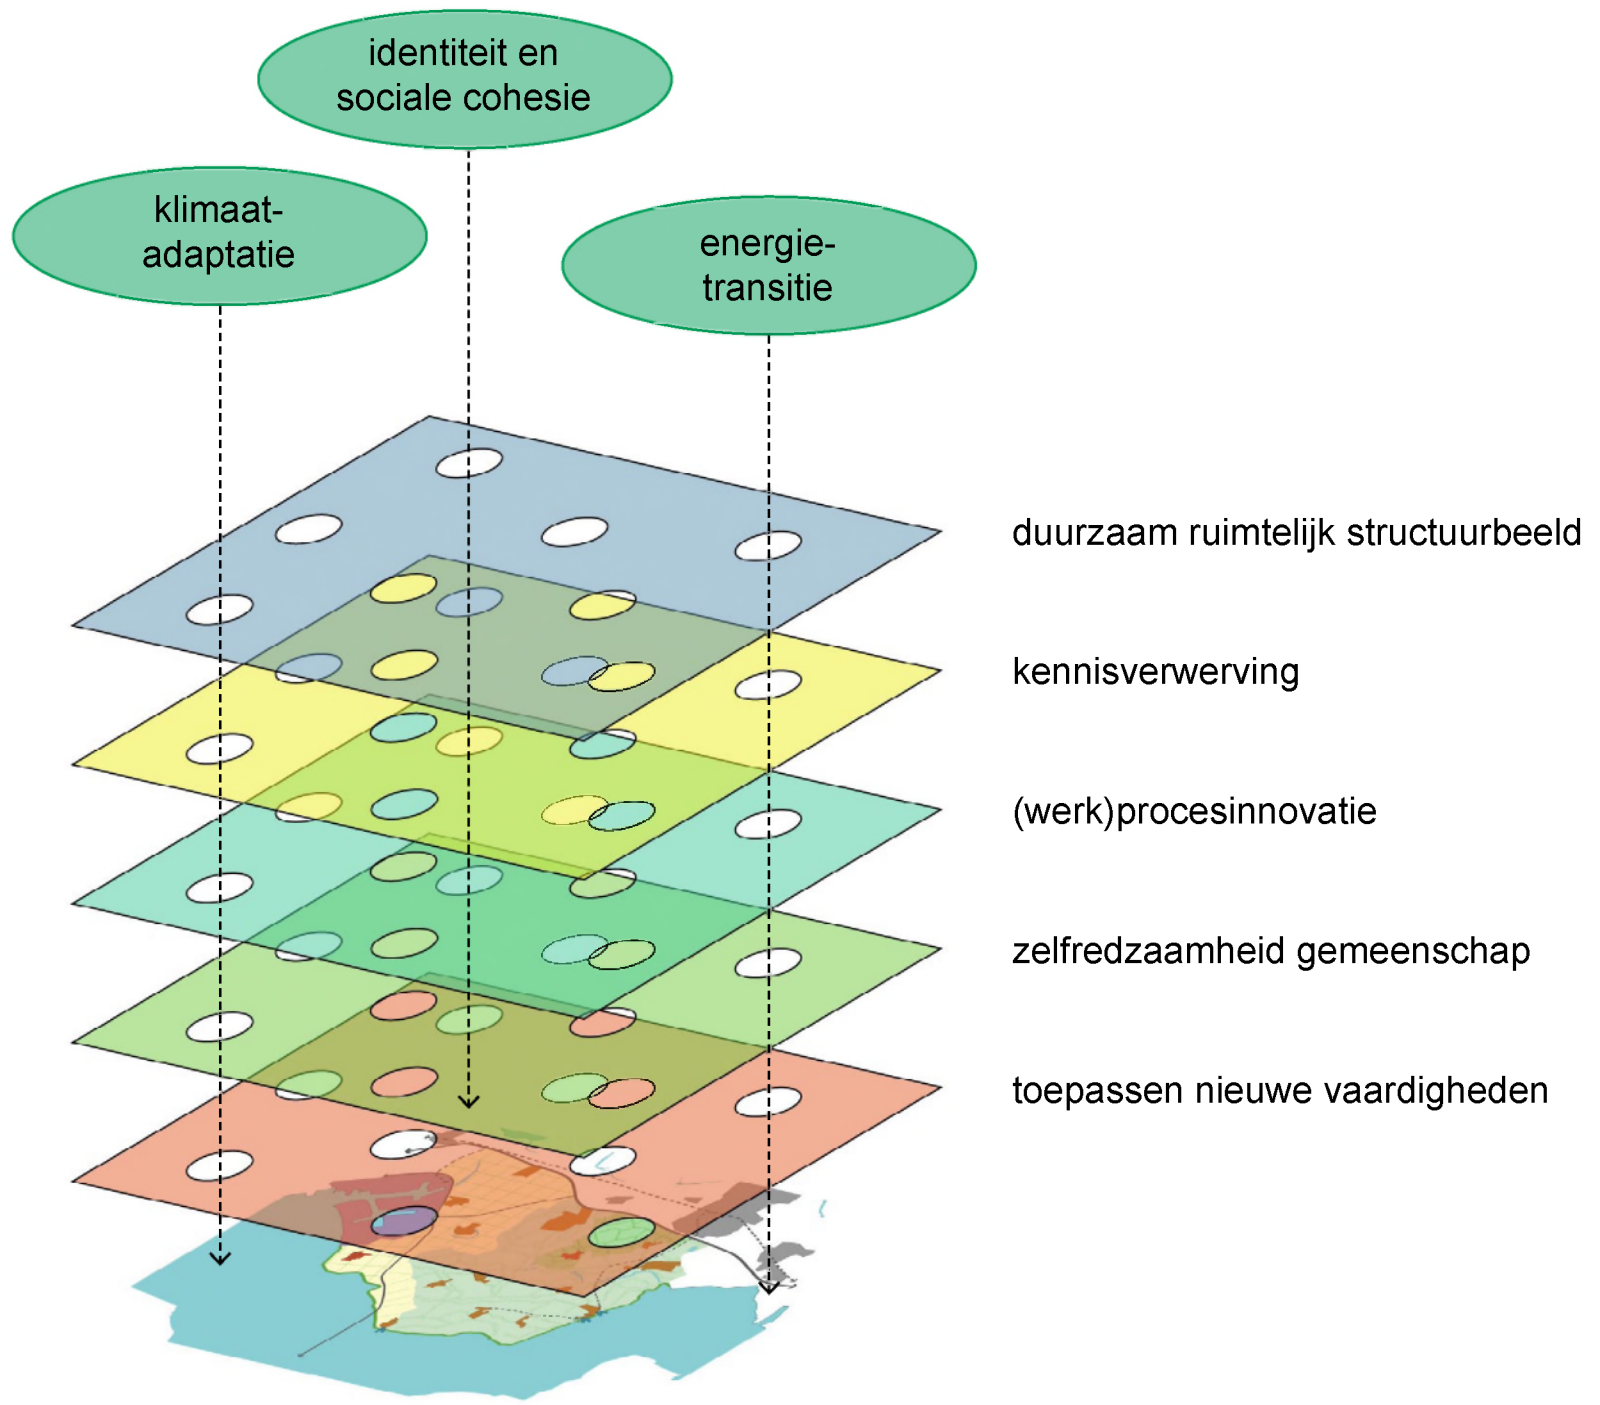 identiteit en
sociale cohesie
klimaat-
adaptatie
energie-
transitie
duurzaam ruimtelijk structuurbeeld
kennisverwerving
(werk)procesinnovatie
zelfredzaamheid gemeenschap
toepassen nieuwe vaardigheden